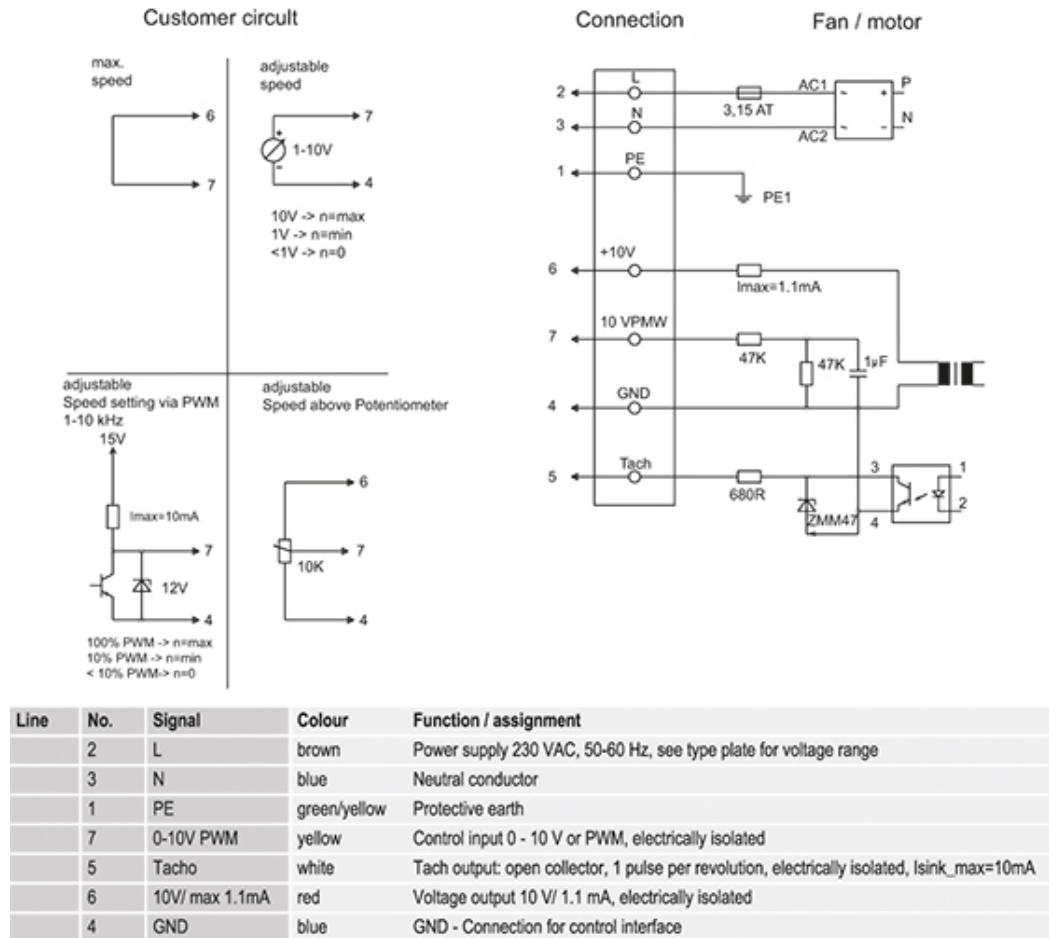 Customer circult
Connection
Fan / motor
max.
speed
6
7
adjustable
speed
7
+
1-10V
-
4
10V -> n=max
1V -> n=min
<1V -> n=0
adjustable
Speed setting via PWM
1-10 kHz
15V
Imax=10mA
7
12V
4
100% PWM -> n=max
10% PWM -> n=min
< 10% PWM-> n=0
adjustable
Speed above Potentiometer
6
7
10K
4
2
L
3,15 AT
AC1
~
+
P
3
N
AC2
~
-
N
1
PE
PE1
6
+10V
Imax=1.1mA
7
10 VPMW
47K
47K
1µF
4
GND
5
Tach
680R
ZMM47
3
4
1
2
Line No. Signal Colour Function / assignment
2 L brown Power supply 230 VAC, 50-60 Hz, see type plate for voltage range
3 N blue Neutral conductor
1 PE green/yellow Protective earth
7 0-10V PWM yellow Control input 0 - 10 V or PWM, electrically isolated
5 Tacho white Tach output: open collector, 1 pulse per revolution, electrically isolated, Isink_max=10mA
6 10V/ max 1.1mA red Voltage output 10 V/ 1.1 mA, electrically isolated
4 GND blue GND - Connection for control interface